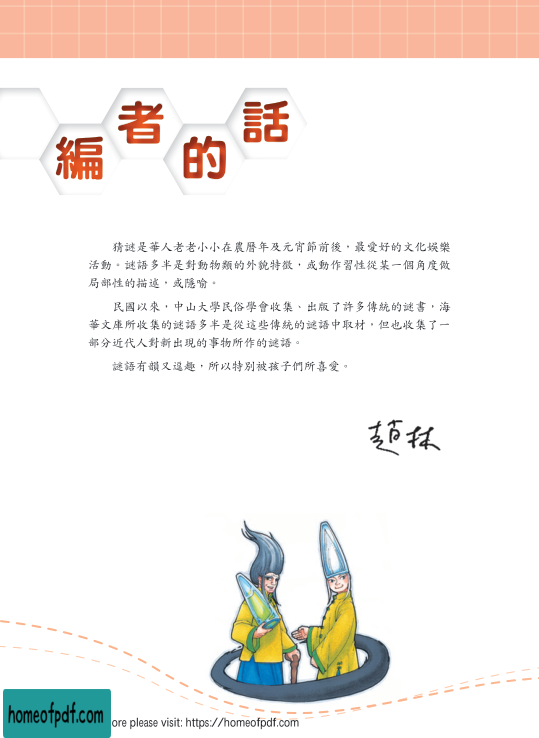 編者的話
猜謎是華人老老小小在農曆年及元宵節前後，最愛好的文化娛樂
活動。謎語多半是對動物類的外貌特徵，或動作習性從某一個角度做
局部性的描述，或隱喻。
民國以來，中山大學民俗學會收集、出版了許多傳統的謎書，海
華文庫所收集的謎語多半是從這些傳統的謎語中取材，但也收集了一
部分近代人對新出現的事物所作的謎語。
謎語有韻又逗趣，所以特別被孩子們所喜愛。
趙林
homeofpdf.com
ore please visit: https://homeofpdf.com